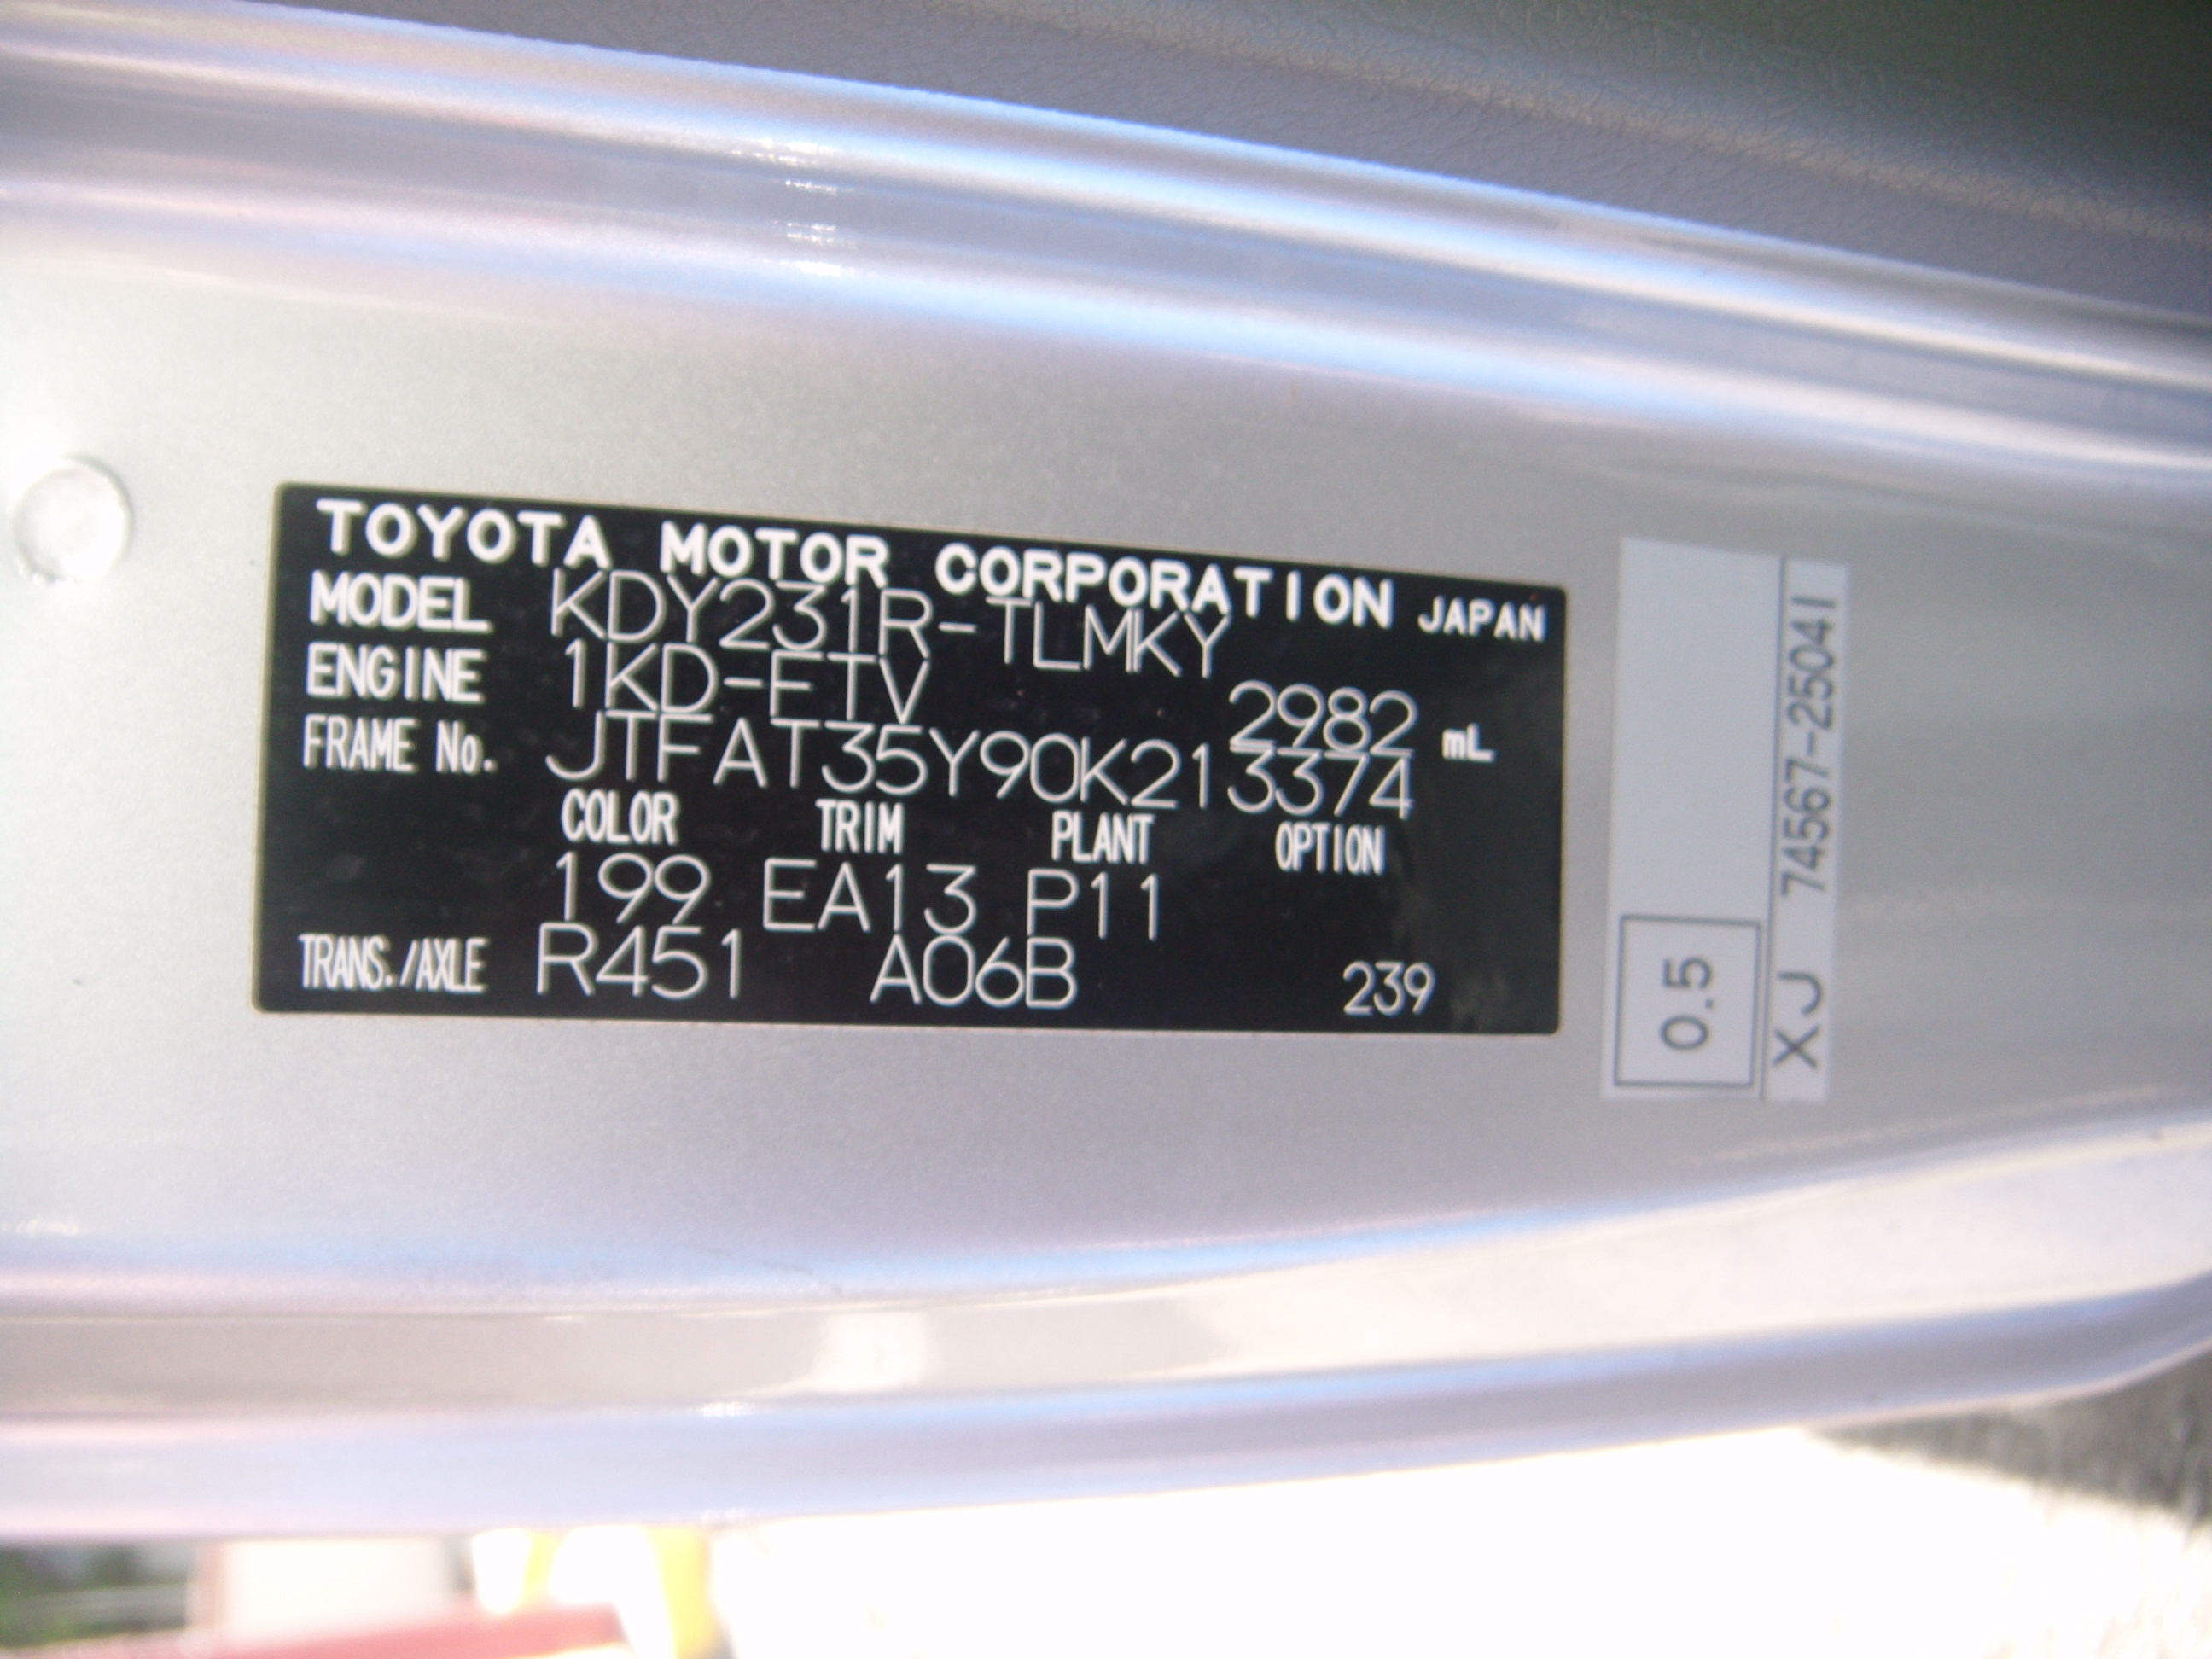 TOYOTA MOTOR CORPORATION JAPAN
MODEL KDY231R-TLMKY
ENGINE 1KD-FTV 2982 mL
FRAME No. JTFAT35Y90K213374
COLOR TRIM PLANT OPTION
199 EA13 P11
TRANS./AXLE R451 A06B 239
0.5
XJ 74567-25041